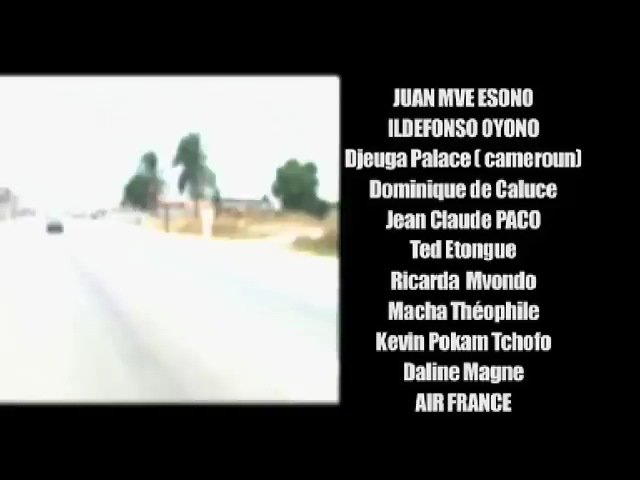 JUAN MVE ESONO
ILDEFONSO OYONO
Djeuga Palace ( cameroun)
Dominique de Caluce
Jean Claude PACO
Ted Etongue
Ricarda Mvondo
Macha Théophile
Kevin Pokam Tchofo
Daline Magne
AIR FRANCE